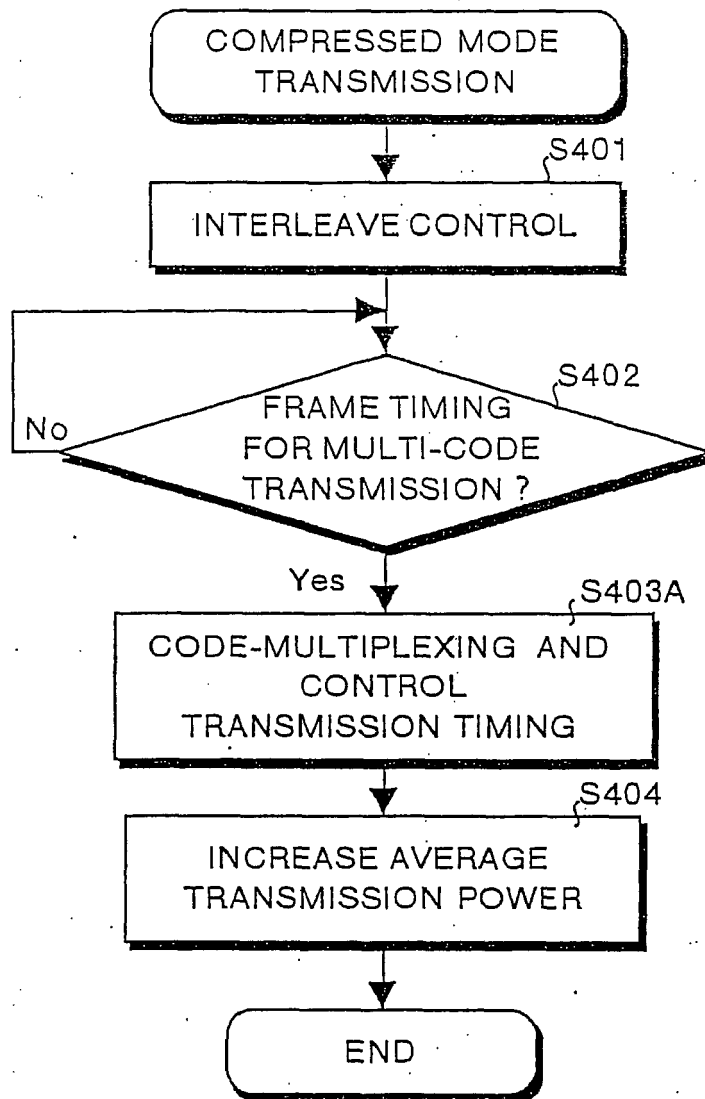 COMPRESSED MODE
TRANSMISSION
S401
INTERLEAVE CONTROL
S402
FRAME TIMING
FOR MULTI-CODE
TRANSMISSION ?
No
Yes
S403A
CODE-MULTIPLEXING AND
CONTROL
TRANSMISSION TIMING
S404
INCREASE AVERAGE
TRANSMISSION POWER
END